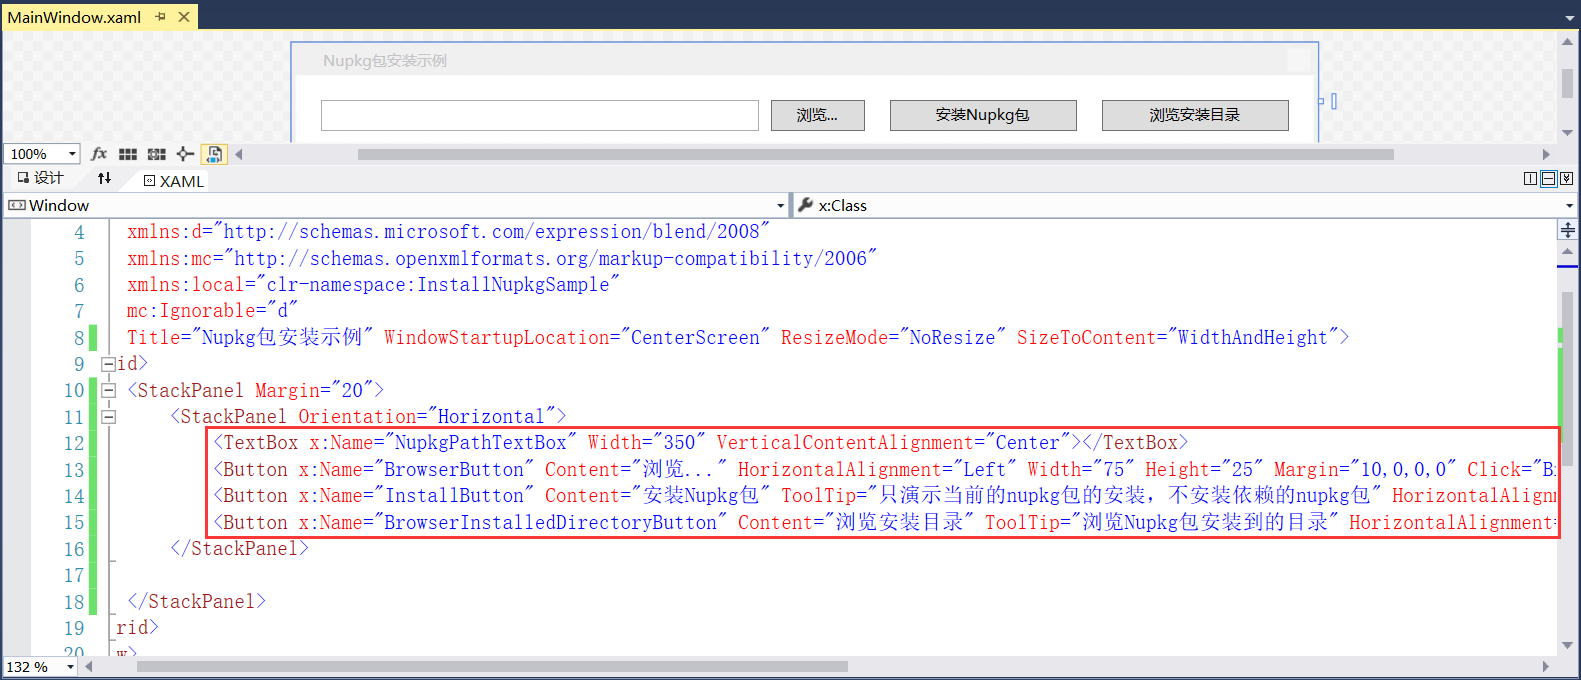 MainWindow.xaml
Nupkg包安装示例
浏览... 安装Nupkg包 浏览安装目录
100% fx
设计 XAML
Window x:Class
4 xmlns:d="http://schemas.microsoft.com/expression/blend/2008"
5 xmlns:mc="http://schemas.openxmlformats.org/markup-compatibility/2006"
6 xmlns:local="clr-namespace:InstallNupkgSample"
7 mc:Ignorable="d"
8 Title="Nupkg包安装示例" WindowStartupLocation="CenterScreen" ResizeMode="NoResize" SizeToContent="WidthAndHeight">
9 id>
10 <StackPanel Margin="20">
11 <StackPanel Orientation="Horizontal">
12 <TextBox x:Name="NupkgPathTextBox" Width="350" VerticalContentAlignment="Center"></TextBox>
13 <Button x:Name="BrowserButton" Content="浏览..." HorizontalAlignment="Left" Width="75" Height="25" Margin="10,0,0,0" Click="B
14 <Button x:Name="InstallButton" Content="安装Nupkg包" ToolTip="只演示当前的nupkg包的安装，不安装依赖的nupkg包" HorizontalAlign
15 <Button x:Name="BrowserInstalledDirectoryButton" Content="浏览安装目录" ToolTip="浏览Nupkg包安装到的目录" HorizontalAlignment=
16 </StackPanel>
17
18 </StackPanel>
19 rid>
20 w>
132 %